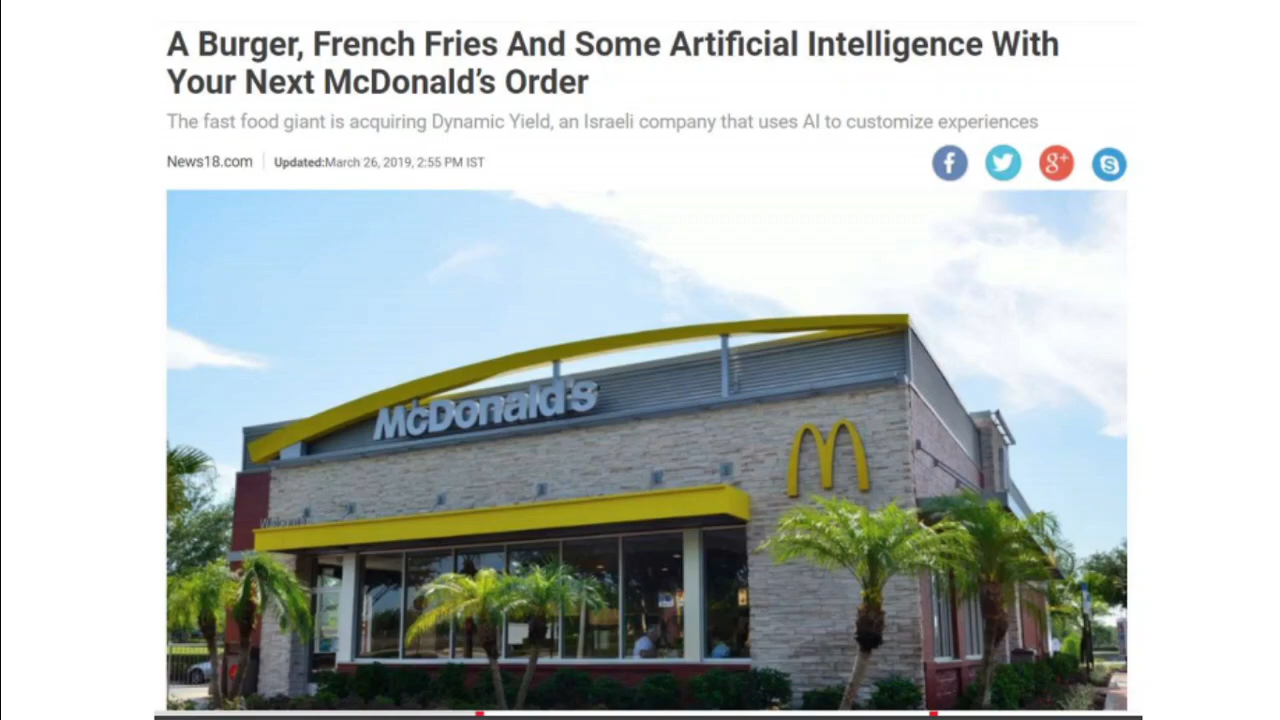 A Burger, French Fries And Some Artificial Intelligence With
Your Next McDonald's Order
The fast food giant is acquiring Dynamic Yield, an Israeli company that uses AI to customize experiences
News18.com
Updated:March 26, 2019, 2:55 PM IST
McDonald's
Welcome